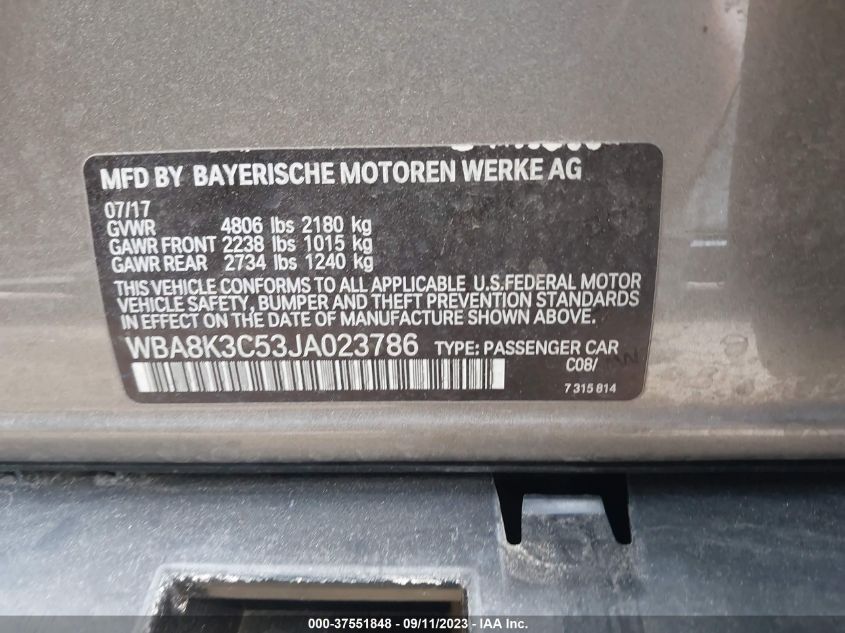 MFD BY BAYERISCHE MOTOREN WERKE AG
07/17
GVWR 4806 lbs 2180 kg
GAWR FRONT 2238 lbs 1015 kg
GAWR REAR 2734 lbs 1240 kg
THIS VEHICLE CONFORMS TO ALL APPLICABLE U.S.FEDERAL MOTOR
VEHICLE SAFETY, BUMPER AND THEFT PREVENTION STANDARDS
IN EFFECT ON THE DATE OF MANUFACTURE SHOWN ABOVE.
WBA8K3C53JA023786 TYPE: PASSENGER CAR
C08/
7 315 814
000-37551848 - 09/11/2023 - IAA Inc.